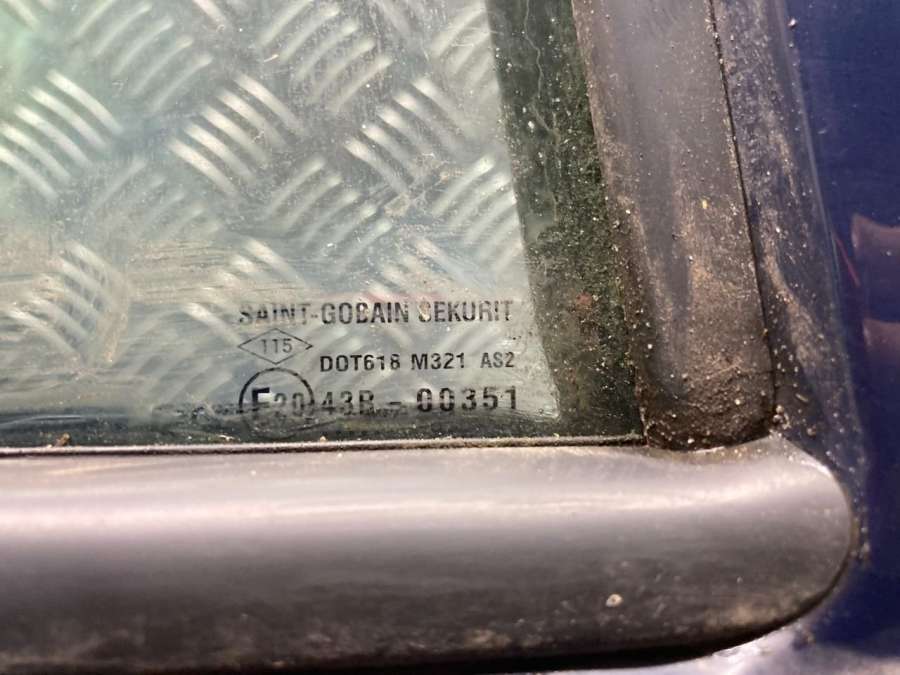 SAINT-GOBAIN SEKURIT
115
DOT618 M321 AS2
E20 43R - 00351